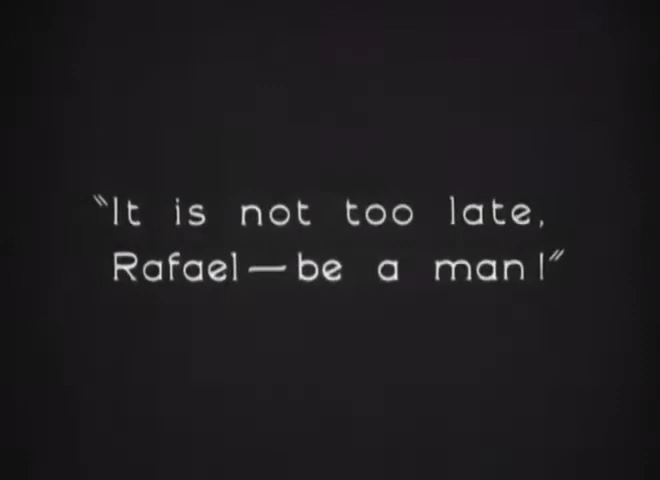 "It is not too late,
Rafael—be a man!"